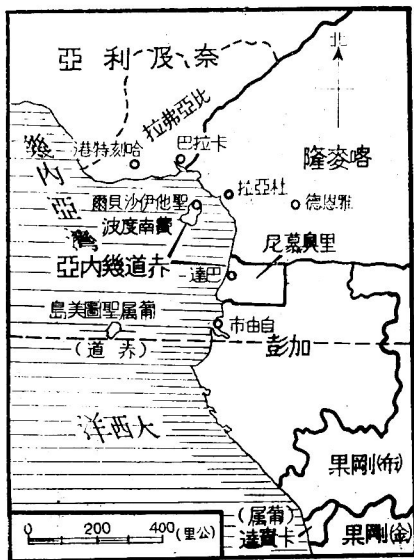 北
奈及利亞
比亞弗拉
哈刻特港
卡拉巴
喀麥隆
杜亞拉
雅恩德
幾內亞灣
聖他伊沙貝爾
費南度波
里奧慕尼
赤道幾內亞
巴達
葡属聖圖美島
自由市
(赤道)
加彭
大西洋
剛果(布)
(葡属)
卡賓達
剛果(金)
0 200 400(公里)